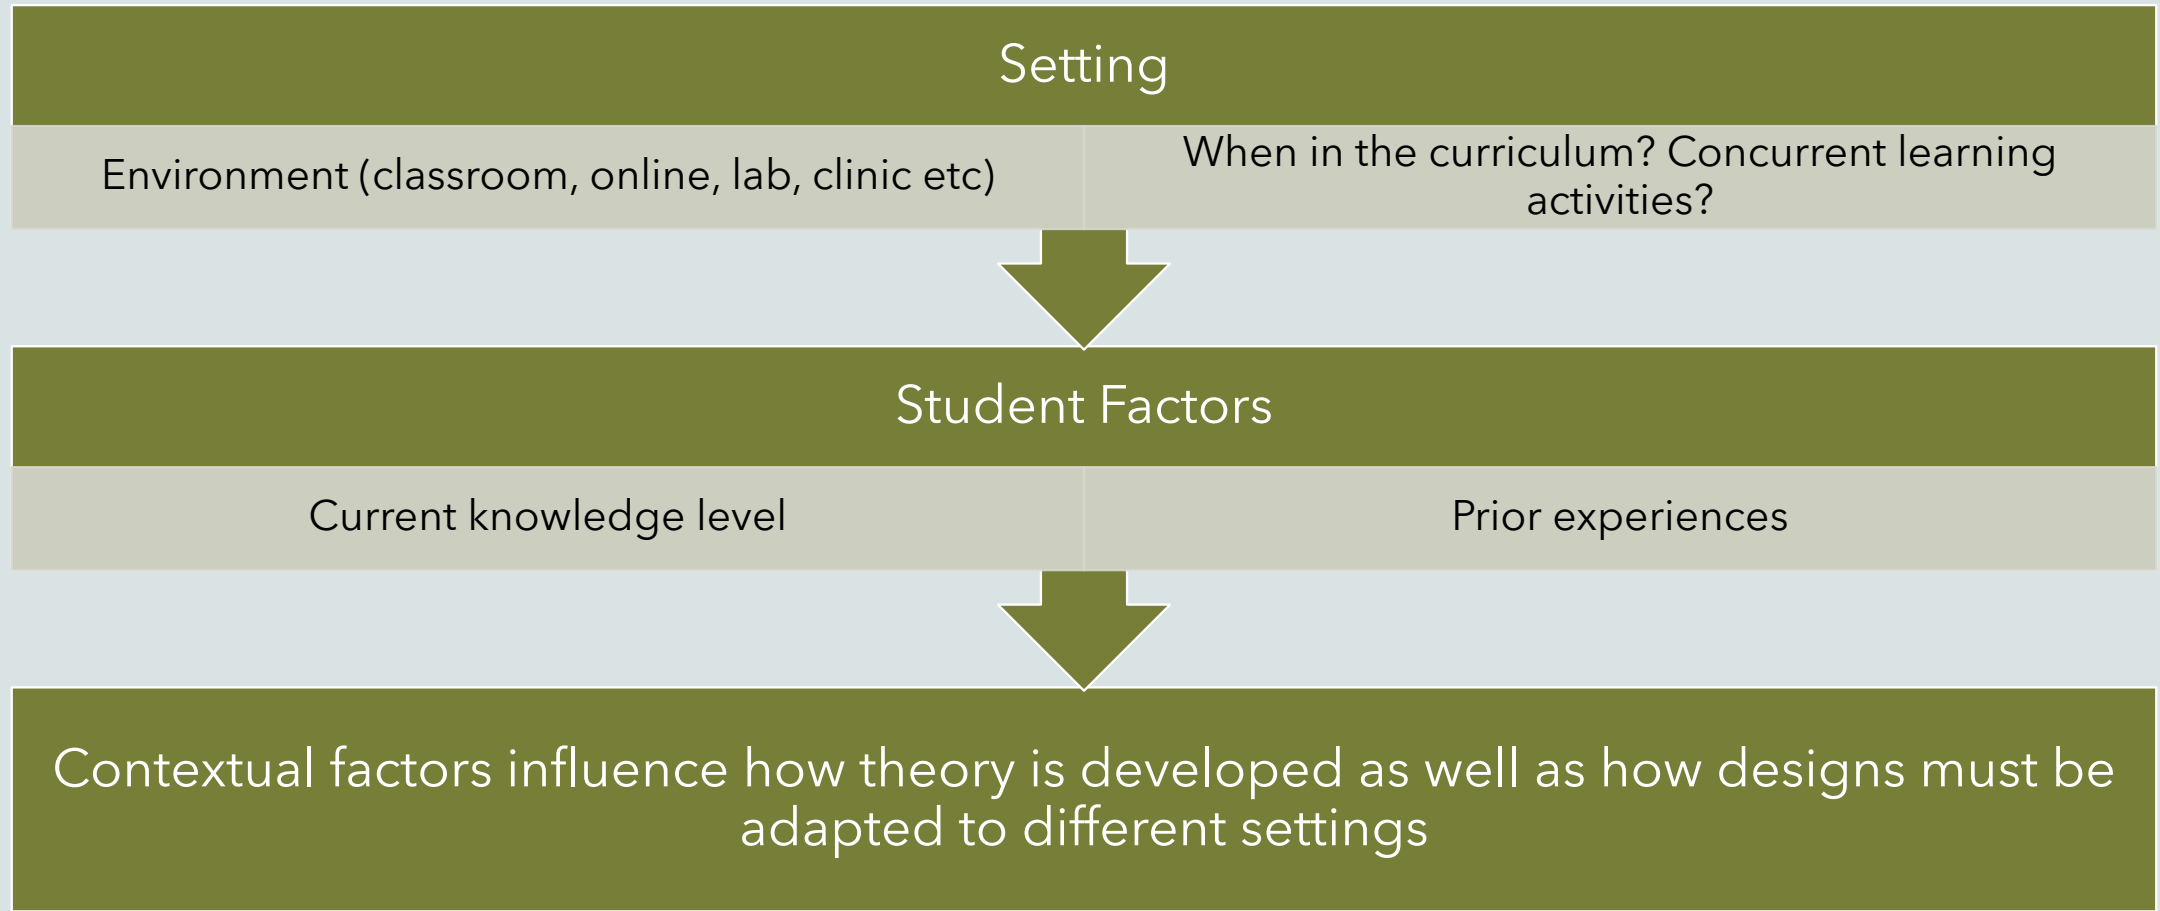 Setting
Environment (classroom, online, lab, clinic etc)
When in the curriculum? Concurrent learning
activities?
Student Factors
Current knowledge level
Prior experiences
Contextual factors influence how theory is developed as well as how designs must be
adapted to different settings